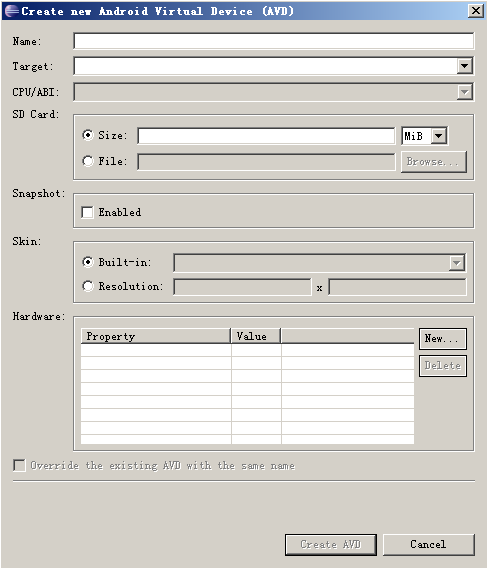 Create new Android Virtual Device (AVD)
Name:
Target:
CPU/ABI:
SD Card:
Size: MiB
File: Browse...
Snapshot:
Enabled
Skin:
Built-in:
Resolution: x
Hardware:
Property Value New...
Delete
Override the existing AVD with the same name
Create AVD Cancel